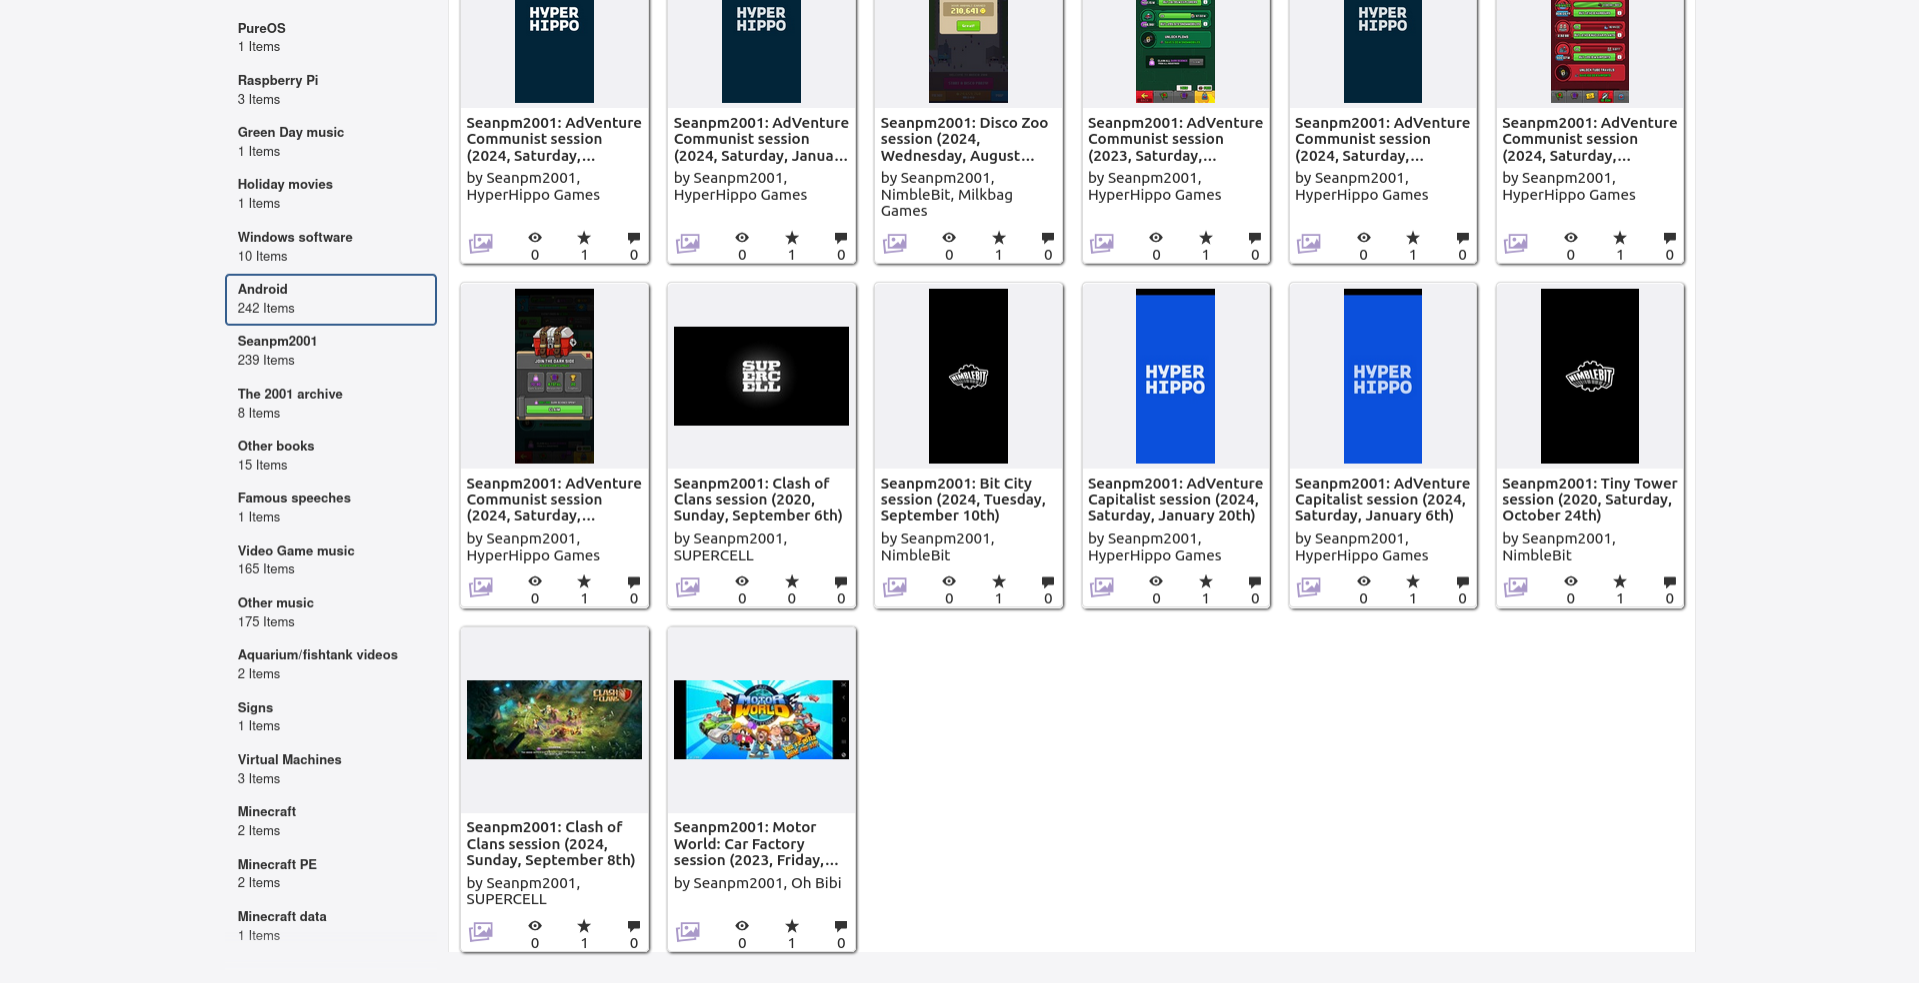 PureOS
1 Items
Raspberry Pi
3 Items
Green Day music
1 Items
Holiday movies
1 Items
Windows software
10 Items
Android
242 Items
Seanpm2001
239 Items
The 2001 archive
8 Items
Other books
15 Items
Famous speeches
1 Items
Video Game music
165 Items
Other music
175 Items
Aquarium/fishtank videos
2 Items
Signs
1 Items
Virtual Machines
3 Items
Minecraft
2 Items
Minecraft PE
2 Items
Minecraft data
1 Items
HYPER
HIPPO
Seanpm2001: AdVenture
Communist session
(2024, Saturday,...
by Seanpm2001,
HyperHippo Games
0 1 0
HYPER
HIPPO
Seanpm2001: AdVenture
Communist session
(2024, Saturday, Janua...
by Seanpm2001,
HyperHippo Games
0 1 0
210,641
Seanpm2001: Disco Zoo
session (2024,
Wednesday, August...
by Seanpm2001,
NimbleBit, Milkbag
Games
0 1 0
Seanpm2001: AdVenture
Communist session
(2023, Saturday,...
by Seanpm2001,
HyperHippo Games
0 1 0
HYPER
HIPPO
Seanpm2001: AdVenture
Communist session
(2024, Saturday,...
by Seanpm2001,
HyperHippo Games
0 1 0
Seanpm2001: AdVenture
Communist session
(2024, Saturday,...
by Seanpm2001,
HyperHippo Games
0 1 0
JOIN THE DARK SIDE
Seanpm2001: AdVenture
Communist session
(2024, Saturday,...
by Seanpm2001,
HyperHippo Games
0 1 0
SUP
ERC
ELL
Seanpm2001: Clash of
Clans session (2020,
Sunday, September 6th)
by Seanpm2001,
SUPERCELL
0 0 0
NIMBLEBIT
Seanpm2001: Bit City
session (2024, Tuesday,
September 10th)
by Seanpm2001,
NimbleBit
0 1 0
HYPER
HIPPO
Seanpm2001: AdVenture
Capitalist session (2024,
Saturday, January 20th)
by Seanpm2001,
HyperHippo Games
0 1 0
HYPER
HIPPO
Seanpm2001: AdVenture
Capitalist session (2024,
Saturday, January 6th)
by Seanpm2001,
HyperHippo Games
0 1 0
NIMBLEBIT
Seanpm2001: Tiny Tower
session (2020, Saturday,
October 24th)
by Seanpm2001,
NimbleBit
0 1 0
CLASH
OF CLANS
Seanpm2001: Clash of
Clans session (2024,
Sunday, September 8th)
by Seanpm2001,
SUPERCELL
0 1 0
MOTOR
WORLD
Seanpm2001: Motor
World: Car Factory
session (2023, Friday,...
by Seanpm2001, Oh Bibi
0 1 0